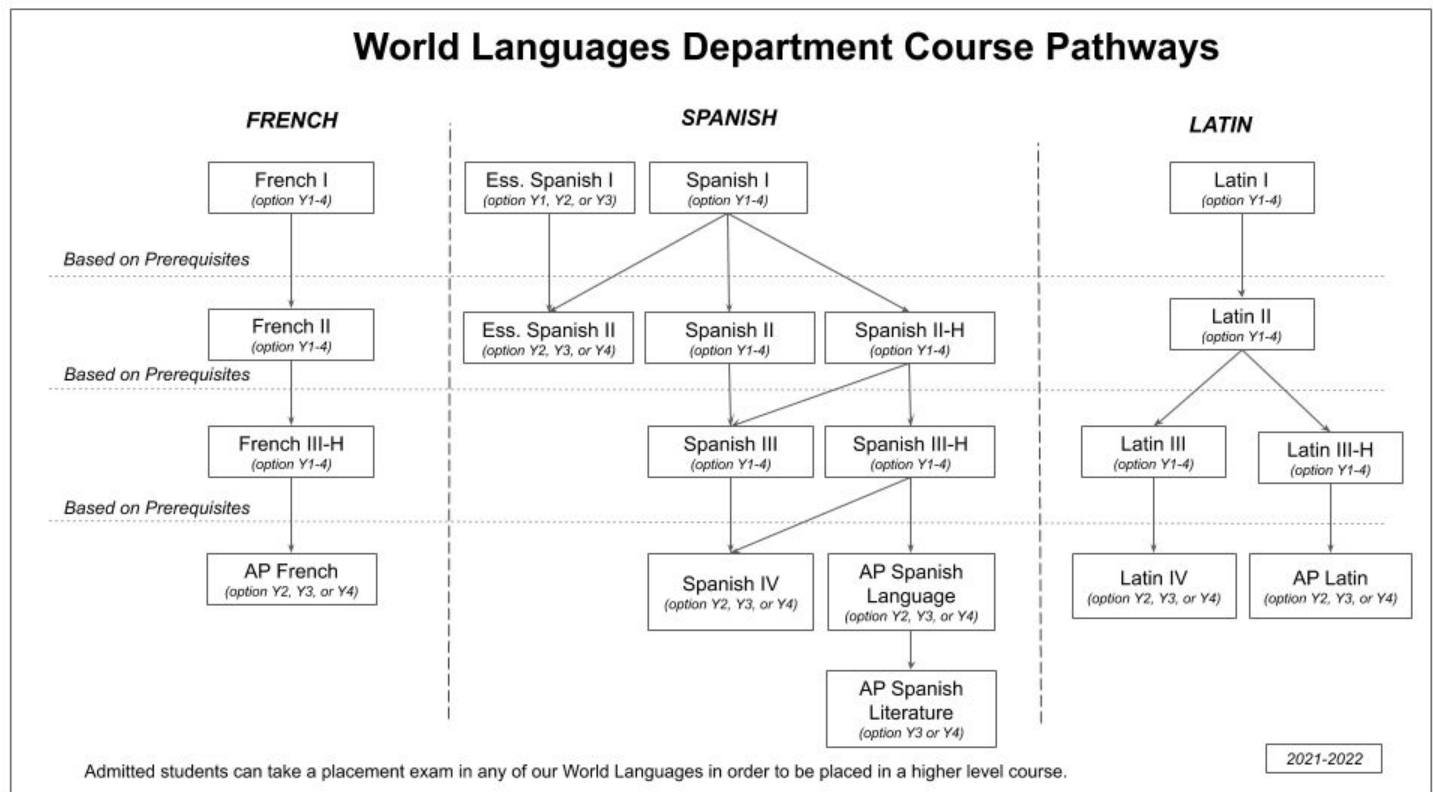 World Languages Department Course Pathways
FRENCH
SPANISH
LATIN
French I
(option Y1-4)
Ess. Spanish I
(option Y1, Y2, or Y3)
Spanish I
(option Y1-4)
Latin I
(option Y1-4)
Based on Prerequisites
French II
(option Y1-4)
Ess. Spanish II
(option Y2, Y3, or Y4)
Spanish II
(option Y1-4)
Spanish II-H
(option Y1-4)
Latin II
(option Y1-4)
Based on Prerequisites
French III-H
(option Y1-4)
Spanish III
(option Y1-4)
Spanish III-H
(option Y1-4)
Latin III
(option Y1-4)
Latin III-H
(option Y1-4)
Based on Prerequisites
AP French
(option Y2, Y3, or Y4)
Spanish IV
(option Y2, Y3, or Y4)
AP Spanish
Language
(option Y2, Y3, or Y4)
Latin IV
(option Y2, Y3, or Y4)
AP Latin
(option Y2, Y3, or Y4)
AP Spanish
Literature
(option Y3 or Y4)
Admitted students can take a placement exam in any of our World Languages in order to be placed in a higher level course.
2021-2022